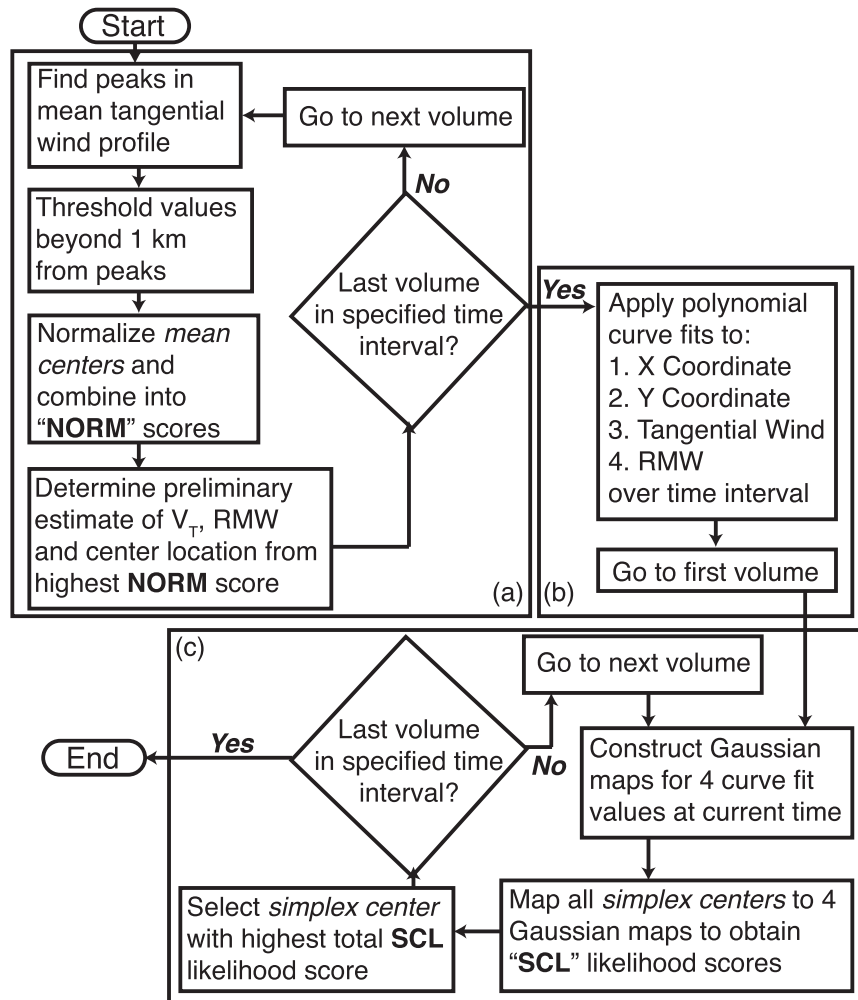 Start
Find peaks in
mean tangential
wind profile
Go to next volume
Threshold values
beyond 1 km
from peaks
No
Last volume
in specified time
interval?
Normalize mean
centers and
combine into
“NORM” scores
Determine preliminary
estimate of VT, RMW
and center location from
highest NORM score
(a)
Yes
Apply polynomial
curve fits to:
1. X Coordinate
2. Y Coordinate
3. Tangential Wind
4. RMW
over time interval
Go to first volume
(b)
(c)
Go to next volume
Last volume
in specified time
interval?
Yes
End
No
Construct Gaussian
maps for 4 curve fit
values at current time
Map all simplex centers to 4
Gaussian maps to obtain
“SCL” likelihood scores
Select simplex center
with highest total SCL
likelihood score